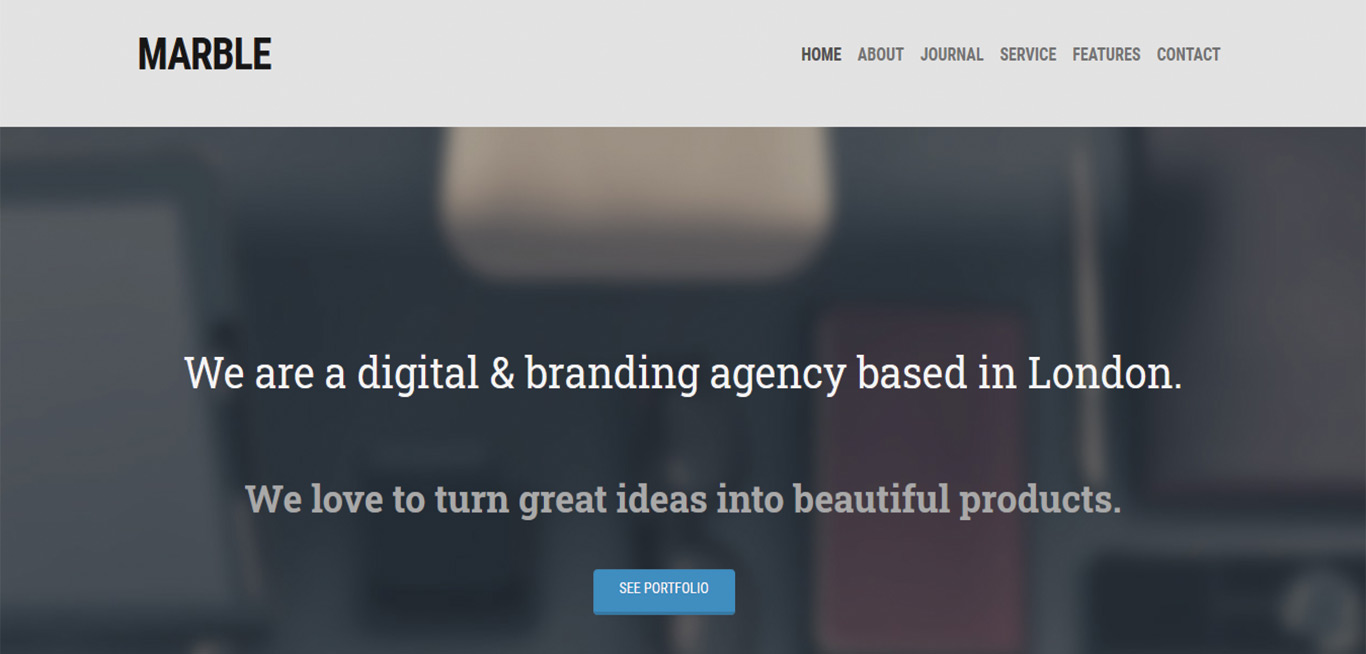 MARBLE
HOME ABOUT JOURNAL SERVICE FEATURES CONTACT
We are a digital & branding agency based in London.
We love to turn great ideas into beautiful products.
SEE PORTFOLIO